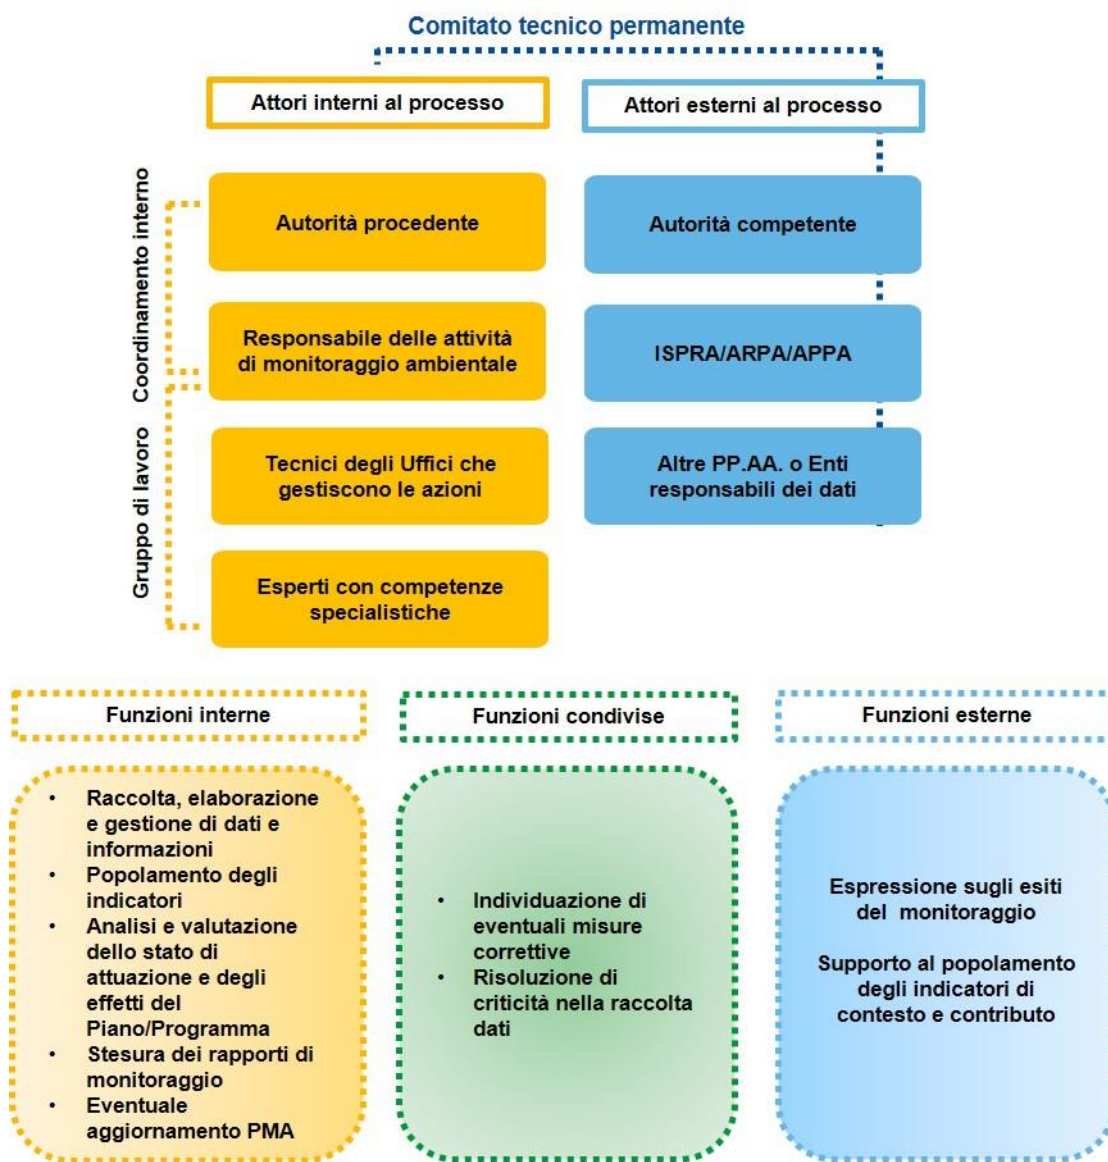 Comitato tecnico permanente
Attori interni al processo
Attori esterni al processo
Coordinamento interno
Gruppo di lavoro
Autorità procedente
Responsabile delle attività
di monitoraggio ambientale
Tecnici degli Uffici che
gestiscono le azioni
Esperti con competenze
specialistiche
Autorità competente
ISPRA/ARPA/APPA
Altre PP.AA. o Enti
responsabili dei dati
Funzioni interne
Funzioni condivise
Funzioni esterne
• Raccolta, elaborazione
e gestione di dati e
informazioni
• Popolamento degli
indicatori
• Analisi e valutazione
dello stato di
attuazione e degli
effetti del
Piano/Programma
• Stesura dei rapporti di
monitoraggio
• Eventuale
aggiornamento PMA
• Individuazione di
eventuali misure
correttive
• Risoluzione di
criticità nella raccolta
dati
Espressione sugli esiti
del monitoraggio
Supporto al popolamento
degli indicatori di
contesto e contributo